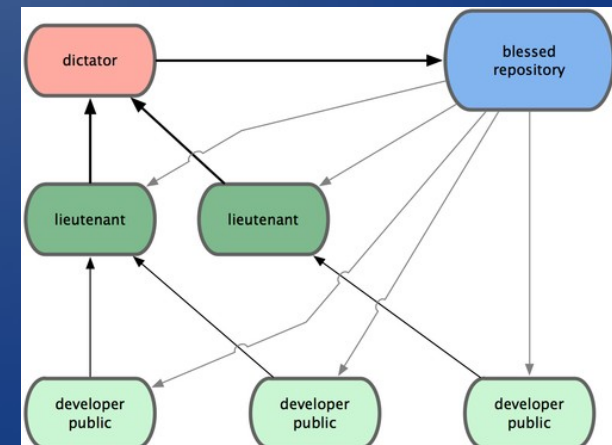 dictator
blessed
repository
lieutenant
lieutenant
developer
public
developer
public
developer
public